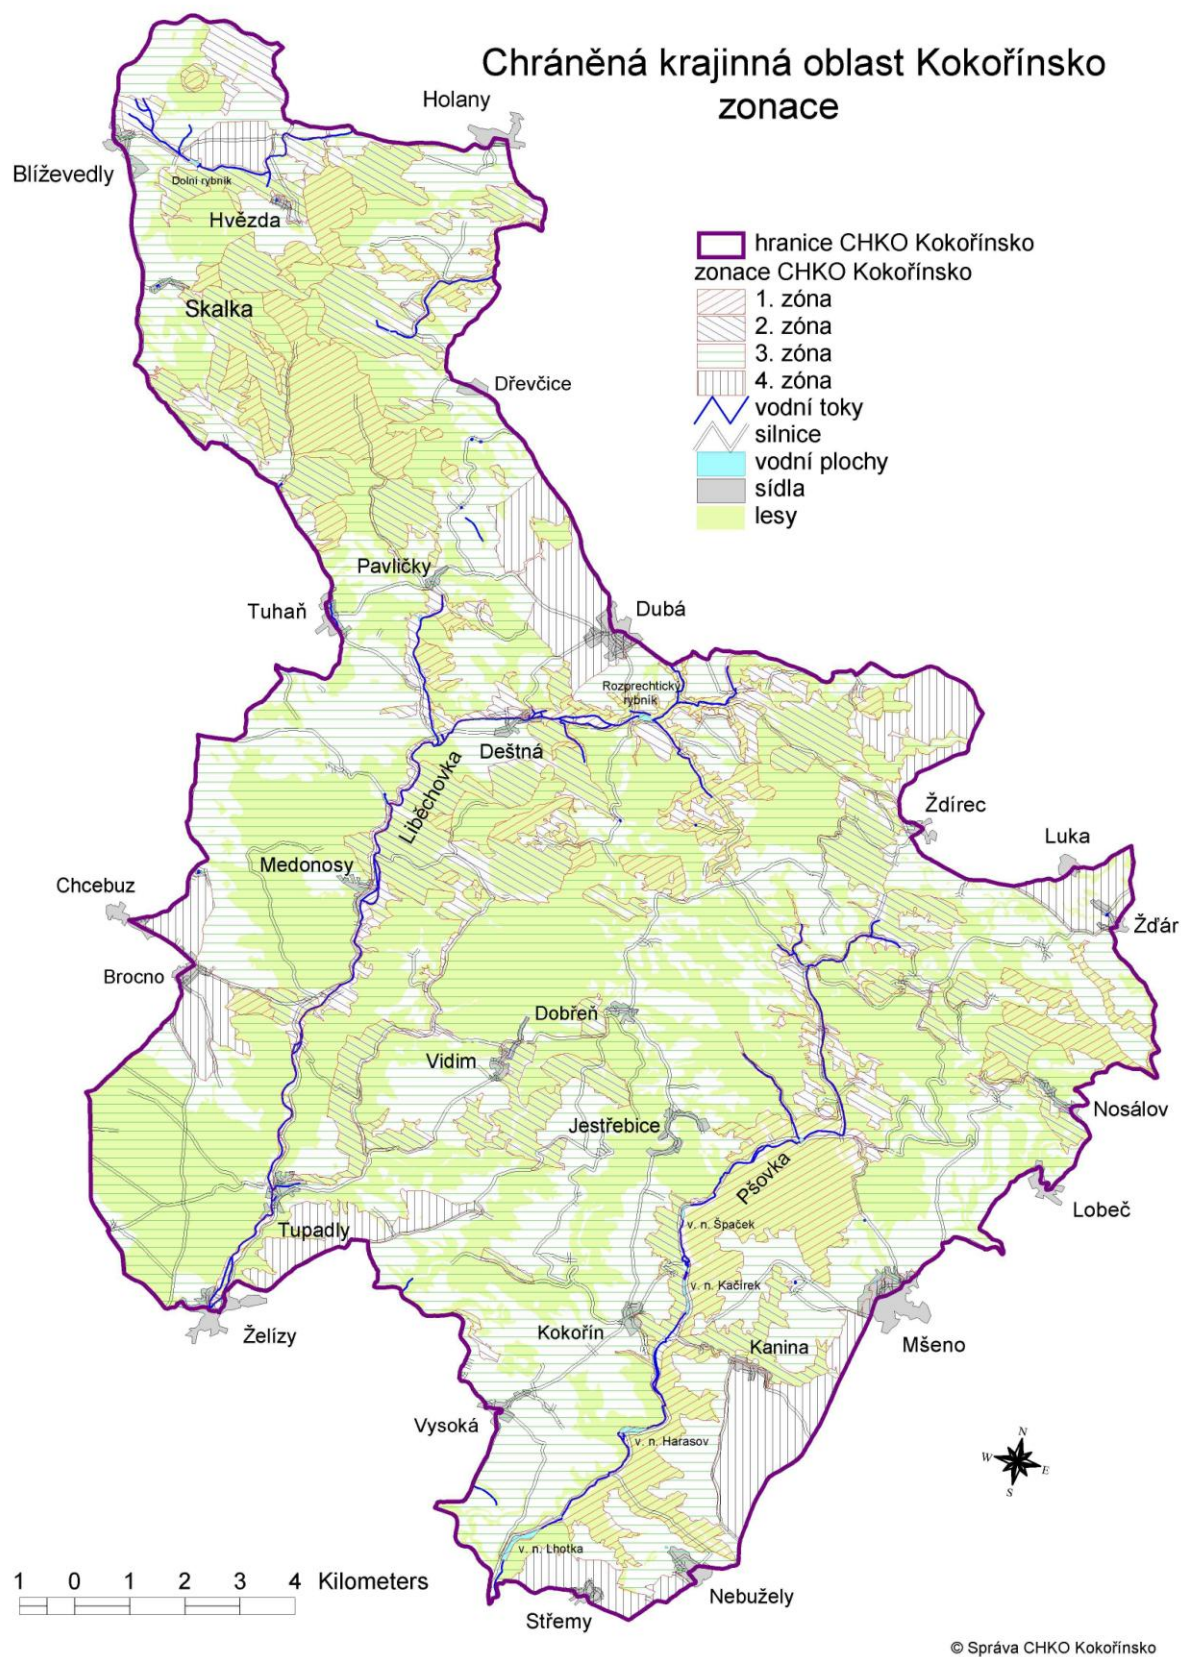 Chráněná krajinná oblast Kokořínsko
zonace
Holany
Blíževedly
Dolní rybník
Hvězda
hranice CHKO Kokořínsko
zonace CHKO Kokořínsko
1. zóna
2. zóna
3. zóna
4. zóna
vodní toky
silnice
vodní plochy
sídla
lesy
Skalka
Dřevčice
Pavličky
Tuhaň
Dubá
Rozprechtický
rybník
Deštná
Liběchovka
Ždírec
Luka
Medonosy
Chcebuz
Žďár
Brocno
Dobřeň
Vidim
Nosálov
Jestřebice
Pšovka
Lobeč
Tupadly
v. n. Špaček
v. n. Kačírek
Želízy
Kokořín
Kanina
Mšeno
Vysoká
v. n. Harasov
N
W
E
S
v. n. Lhotka
1 0 1 2 3 4 Kilometers
Nebužely
Střemy
© Správa CHKO Kokořínsko